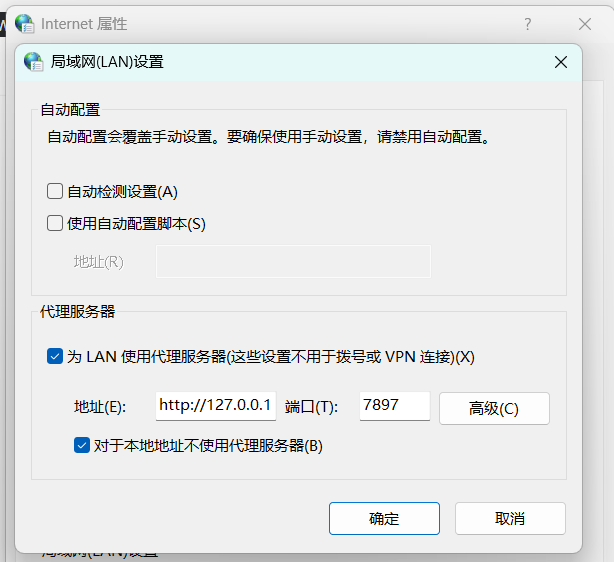 Internet 属性
局域网(LAN)设置
自动配置
自动配置会覆盖手动设置。要确保使用手动设置，请禁用自动配置。
自动检测设置(A)
使用自动配置脚本(S)
地址(R)
代理服务器
为 LAN 使用代理服务器(这些设置不用于拨号或 VPN 连接)(X)
地址(E): http://127.0.0.1 端口(T): 7897 高级(C)
对于本地地址不使用代理服务器(B)
确定 取消
局域网(LAN)设置